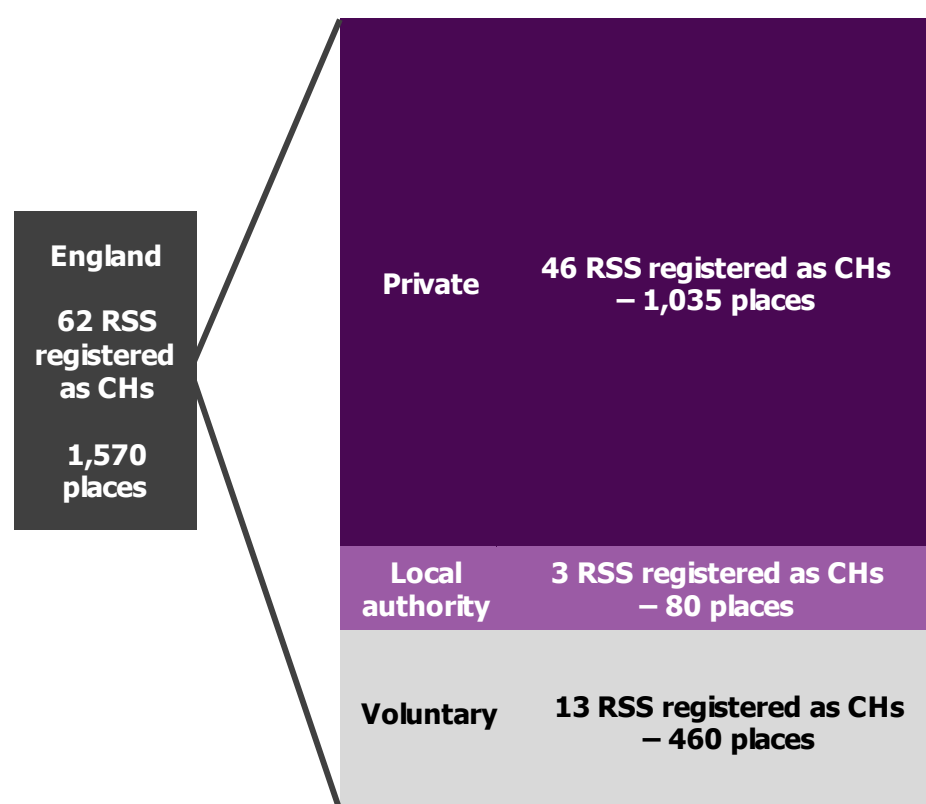 England
62 RSS
registered
as CHs
1,570
places
Private
46 RSS registered as CHs
– 1,035 places
Local
authority
3 RSS registered as CHs
– 80 places
Voluntary
13 RSS registered as CHs
– 460 places